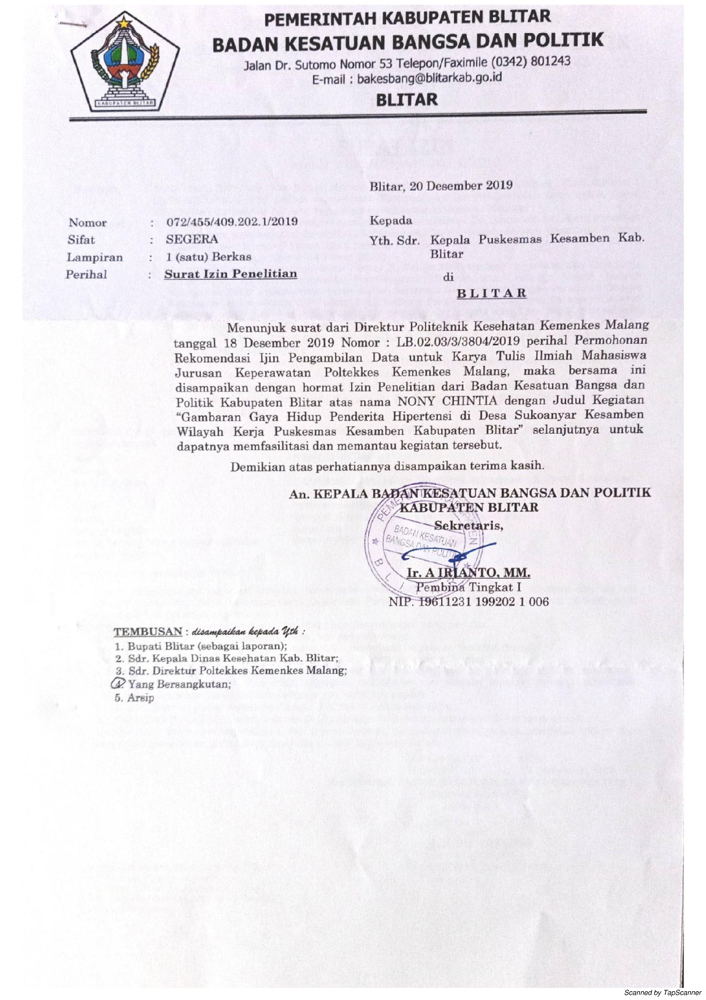 PEMERINTAH KABUPATEN BLITAR
BADAN KESATUAN BANGSA DAN POLITIK
Jalan Dr. Sutomo Nomor 53 Telepon/Faximile (0342) 801243
E-mail : bakesbang@blitarkab.go.id
BLITAR
KABUPATEN BLITAR
Blitar, 20 Desember 2019
Nomor : 072/455/409.202.1/2019
Sifat : SEGERA
Lampiran : 1 (satu) Berkas
Perihal : Surat Izin Penelitian
Kepada
Yth. Sdr. Kepala Puskesmas Kesamben Kab.
Blitar
di
B L I T A R
Menunjuk surat dari Direktur Politeknik Kesehatan Kemenkes Malang
tanggal 18 Desember 2019 Nomor : LB.02.03/3/3804/2019 perihal Permohonan
Rekomendasi Ijin Pengambilan Data untuk Karya Tulis Ilmiah Mahasiswa
Jurusan Keperawatan Poltekkes Kemenkes Malang, maka bersama ini
disampaikan dengan hormat Izin Penelitian dari Badan Kesatuan Bangsa dan
Politik Kabupaten Blitar atas nama NONY CHINTIA dengan Judul Kegiatan
“Gambaran Gaya Hidup Penderita Hipertensi di Desa Sukoanyar Kesamben
Wilayah Kerja Puskesmas Kesamben Kabupaten Blitar” selanjutnya untuk
dapatnya memfasilitasi dan memantau kegiatan tersebut.
Demikian atas perhatiannya disampaikan terima kasih.
An. KEPALA BADAN KESATUAN BANGSA DAN POLITIK
KABUPATEN BLITAR
Sekretaris,
PEMERINTAH KABUPATEN
BADAN KESATUAN
BANGSA DAN POLITIK
BLITAR
Ir. A IRIANTO, MM.
Pembina Tingkat I
NIP. 19611231 199202 1 006
TEMBUSAN : disampaikan kepada Yth :
1. Bupati Blitar (sebagai laporan);
2. Sdr. Kepala Dinas Kesehatan Kab. Blitar;
3. Sdr. Direktur Poltekkes Kemenkes Malang;
4. Yang Bersangkutan;
5. Arsip
Scanned by TapScanner